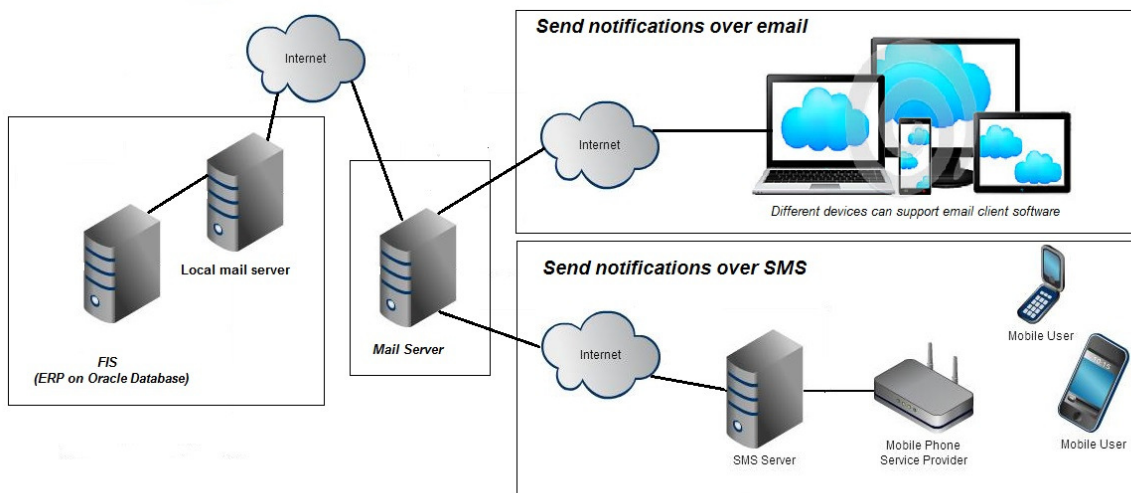 Internet
Local mail server
FIS
(ERP on Oracle Database)
Mail Server
Send notifications over email
Internet
Different devices can support email client software
Send notifications over SMS
Internet
SMS Server
Mobile Phone
Service Provider
Mobile User
Mobile User